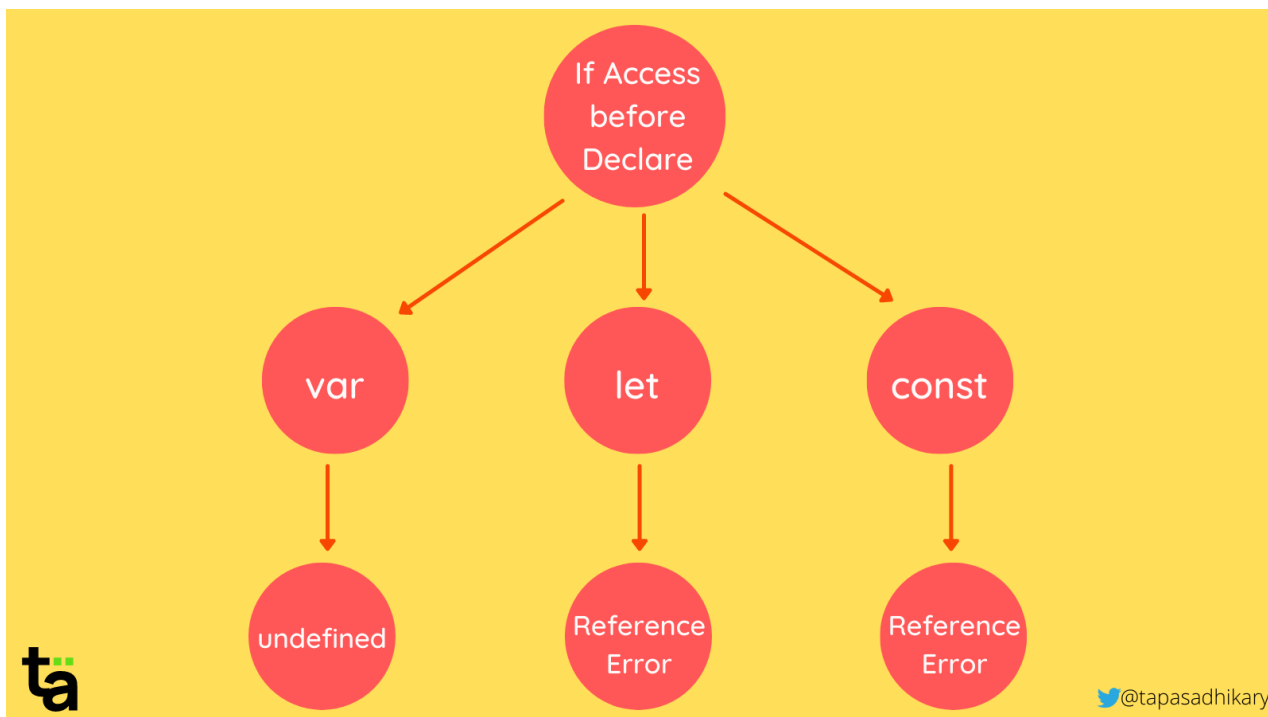 If Access
before
Declare
var
let
const
undefined
Reference
Error
Reference
Error
tä
@tapasadhikary